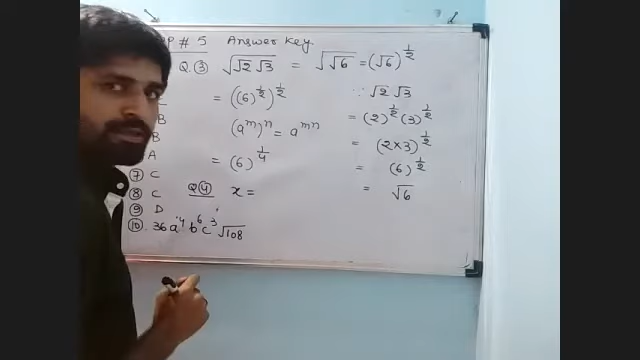 P # 5 Answer Key.
Q.③ √(√2 √3) = √√6 = (√6)^(1/2)
= ((6)^(1/2))^(1/2) ∵ √2 √3
B (a^m)^n = a^(mn) = (2)^(1/2) (3)^(1/2)
B = (2×3)^(1/2)
A = (6)^(1/4) = (6)^(1/2)
⑦ C
⑧ C Q④ x = = √6
⑨ D
⑩. 36 a^4 b^6 c^3 √108